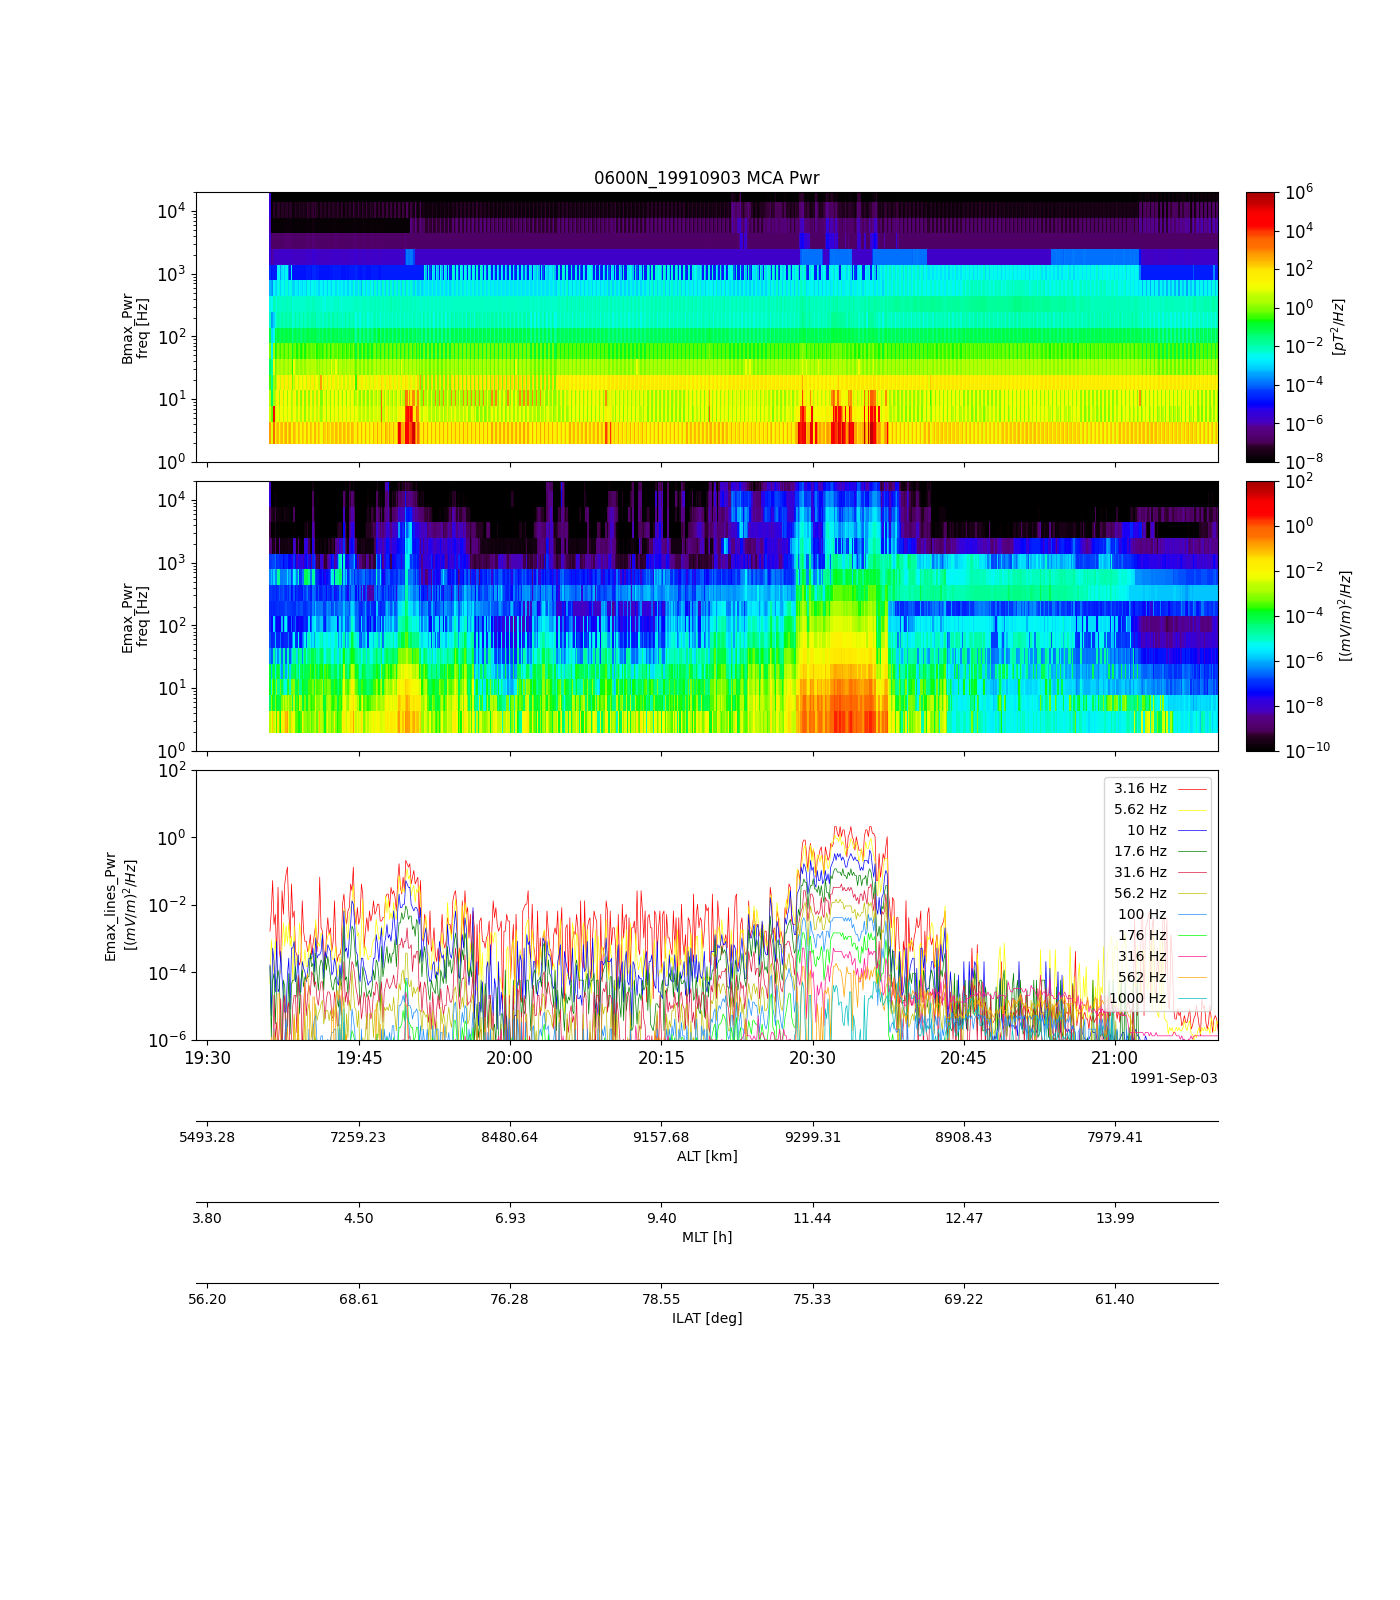 0600N_19910903 MCA Pwr
10^4
10^3
10^2
10^1
10^0
Bmax_Pwr
freq [Hz]
10^6
10^4
10^2
10^0
10^-2
10^-4
10^-6
10^-8
[pT^2/Hz]
10^4
10^3
10^2
10^1
10^0
Emax_Pwr
freq [Hz]
10^2
10^0
10^-2
10^-4
10^-6
10^-8
10^-10
[(mV/m)^2/Hz]
10^2
10^0
10^-2
10^-4
10^-6
Emax_lines_Pwr
[(mV/m)^2/Hz]
3.16 Hz
5.62 Hz
10 Hz
17.6 Hz
31.6 Hz
56.2 Hz
100 Hz
176 Hz
316 Hz
562 Hz
1000 Hz
19:30 19:45 20:00 20:15 20:30 20:45 21:00
1991-Sep-03
5493.28 7259.23 8480.64 9157.68 9299.31 8908.43 7979.41
ALT [km]
3.80 4.50 6.93 9.40 11.44 12.47 13.99
MLT [h]
56.20 68.61 76.28 78.55 75.33 69.22 61.40
ILAT [deg]